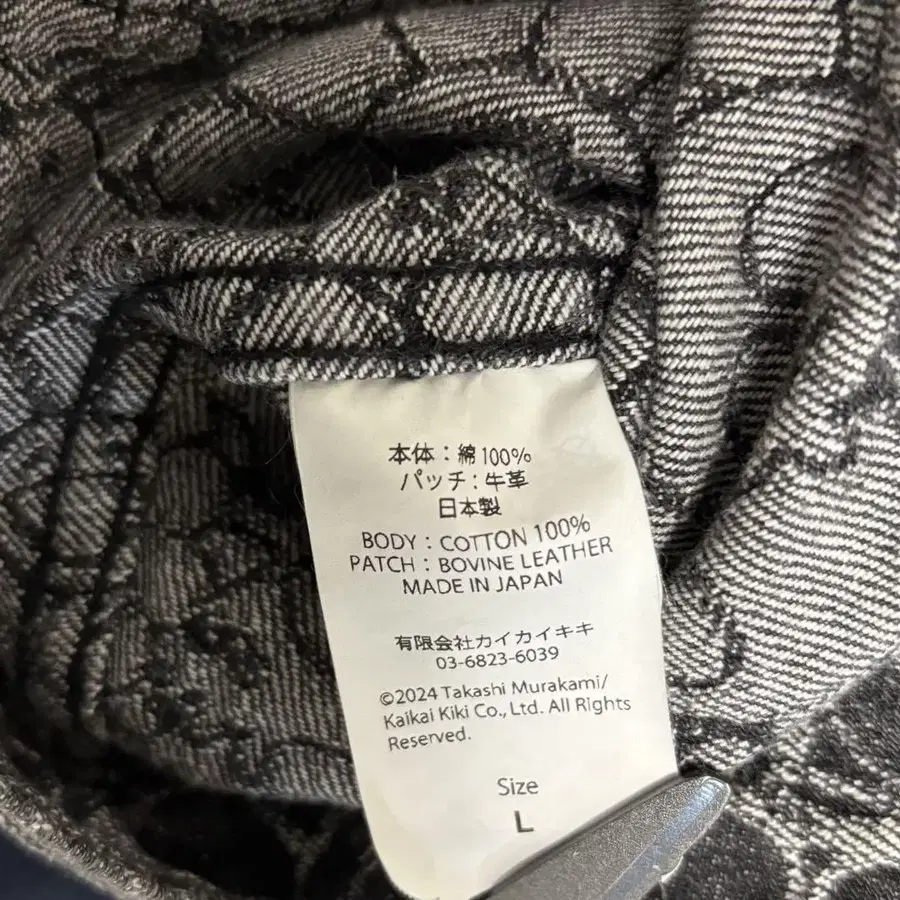 本体：綿100%
パッチ：牛革
日本製
BODY : COTTON 100%
PATCH : BOVINE LEATHER
MADE IN JAPAN
有限会社カイカイキキ
03-6823-6039
©2024 Takashi Murakami/
Kaikai Kiki Co., Ltd. All Rights
Reserved.
Size
L